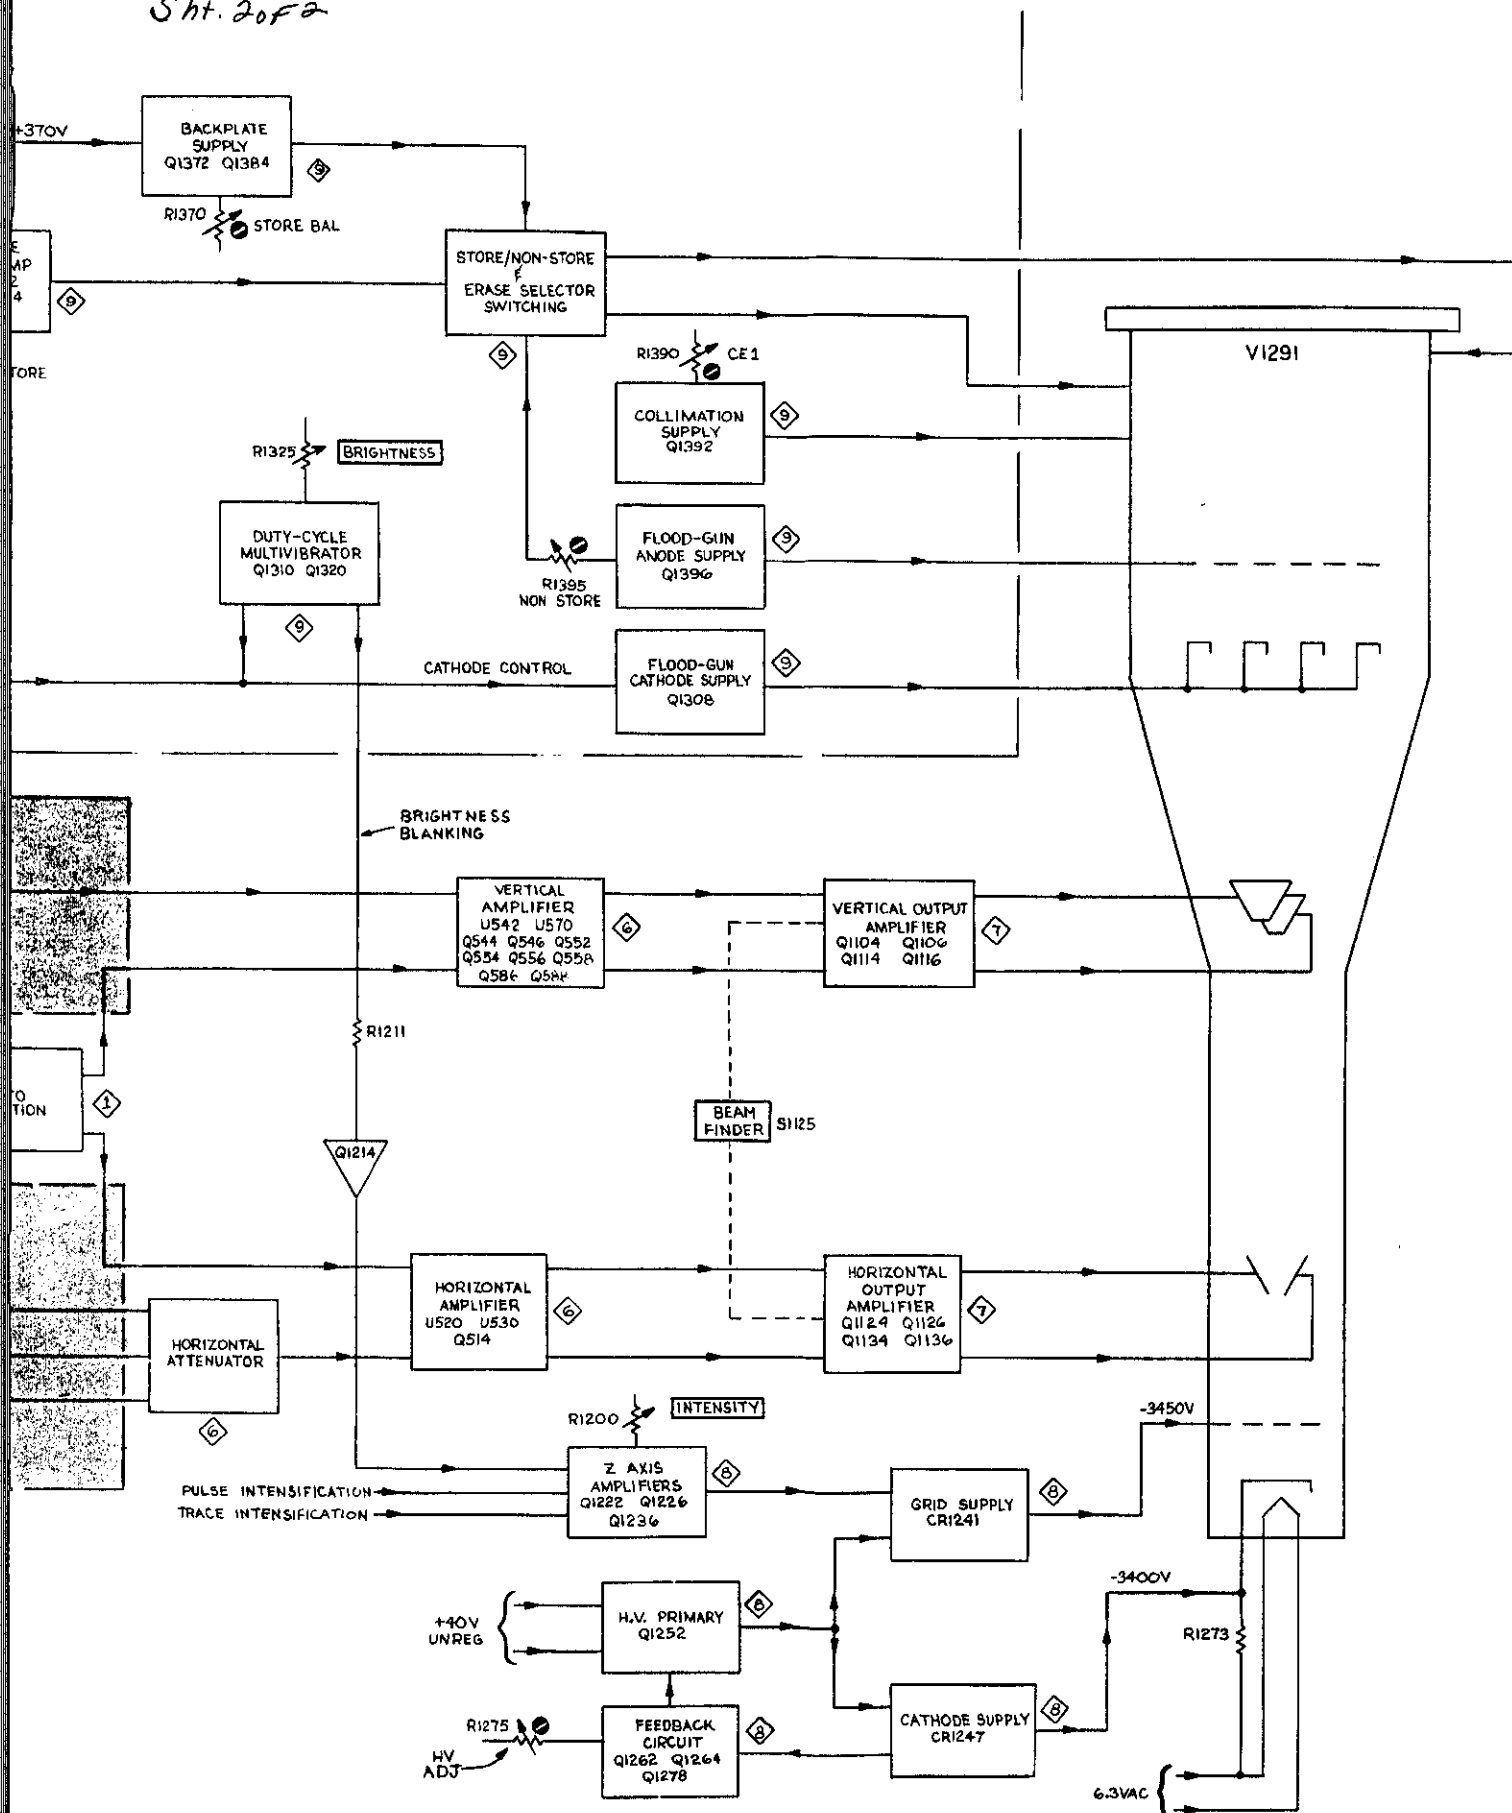 Sht. 2 of 2
+370V
BACKPLATE
SUPPLY
Q1372 Q1384
9
R1370
STORE BAL
E
MP
2
4
9
TORE
STORE/NON-STORE
&
ERASE SELECTOR
SWITCHING
9
R1390
CE1
COLLIMATION
SUPPLY
Q1392
9
V1291
R1325
BRIGHTNESS
DUTY-CYCLE
MULTIVIBRATOR
Q1310 Q1320
9
FLOOD-GUN
ANODE SUPPLY
Q1396
9
R1395
NON STORE
CATHODE CONTROL
FLOOD-GUN
CATHODE SUPPLY
Q1308
9
BRIGHTNESS
BLANKING
VERTICAL
AMPLIFIER
U542 U570
Q544 Q546 Q552
Q554 Q556 Q558
Q586 Q588
6
VERTICAL OUTPUT
AMPLIFIER
Q1104 Q1106
Q1114 Q1116
7
R1211
TO
TION
1
BEAM
FINDER
S1125
Q1214
HORIZONTAL
AMPLIFIER
U520 U530
Q514
6
HORIZONTAL
OUTPUT
AMPLIFIER
Q1124 Q1126
Q1134 Q1136
7
HORIZONTAL
ATTENUATOR
6
R1200
INTENSITY
-3450V
Z AXIS
AMPLIFIERS
Q1222 Q1226
Q1236
8
PULSE INTENSIFICATION
TRACE INTENSIFICATION
GRID SUPPLY
CR1241
8
-3400V
+40V
UNREG
H.V. PRIMARY
Q1252
8
R1273
R1275
HV
ADJ
FEEDBACK
CIRCUIT
Q1262 Q1264
Q1278
8
CATHODE SUPPLY
CR1247
8
6.3VAC